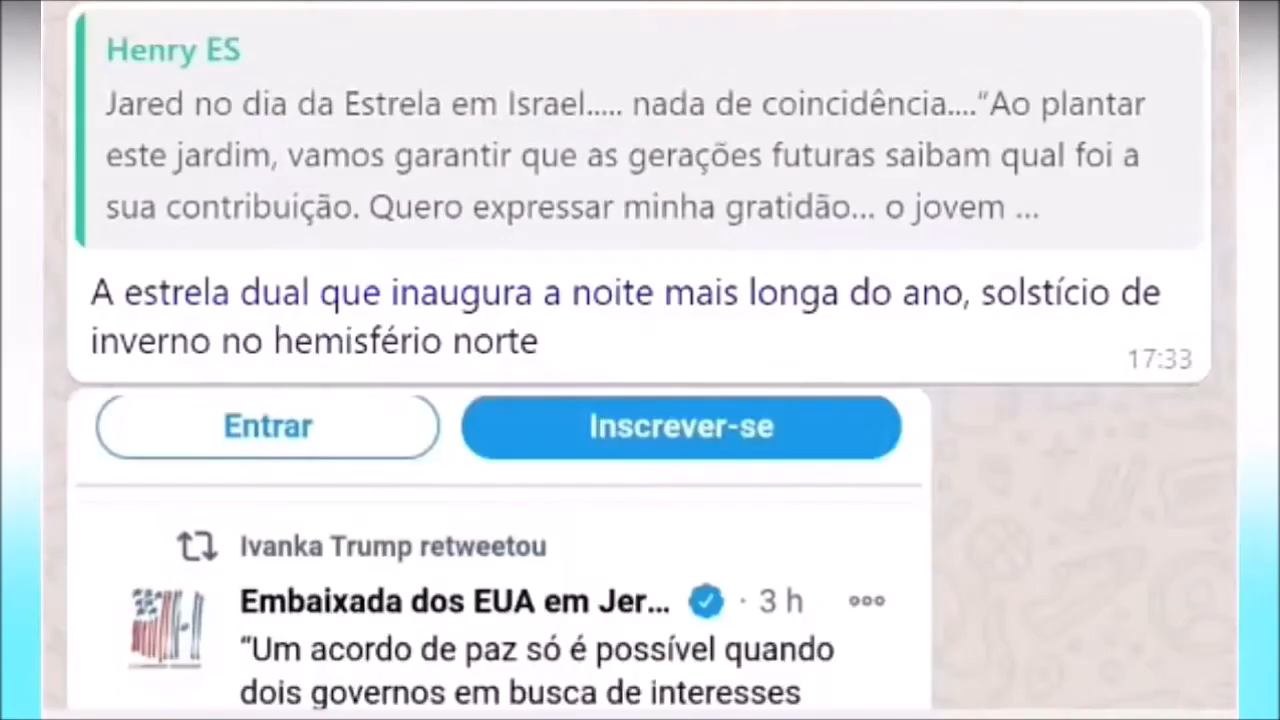 Henry ES
Jared no dia da Estrela em Israel..... nada de coincidência...."Ao plantar
este jardim, vamos garantir que as gerações futuras saibam qual foi a
sua contribuição. Quero expressar minha gratidão... o jovem ...
A estrela dual que inaugura a noite mais longa do ano, solstício de
inverno no hemisfério norte
17:33
Entrar
Inscrever-se
Ivanka Trump retweetou
Embaixada dos EUA em Jer... · 3 h
"Um acordo de paz só é possível quando
dois governos em busca de interesses